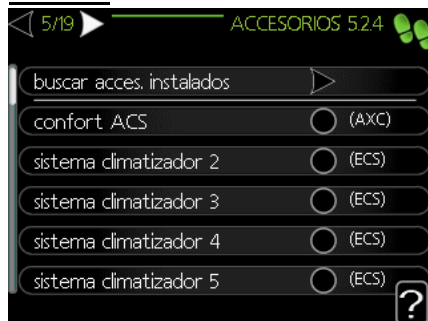 5/19 ACCESORIOS 5.2.4
buscar acces. instalados
confort ACS (AXC)
sistema climatizador 2 (ECS)
sistema climatizador 3 (ECS)
sistema climatizador 4 (ECS)
sistema climatizador 5 (ECS)
?